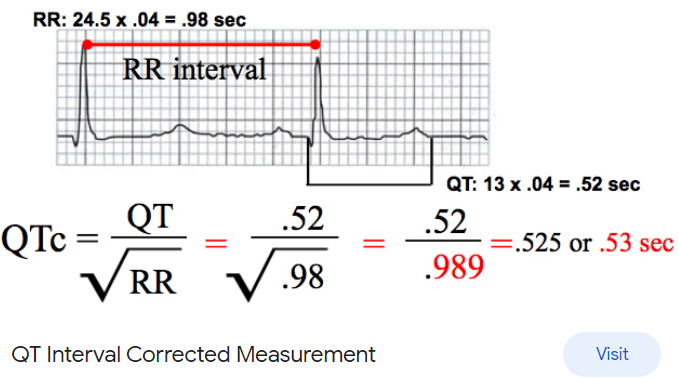 RR: 24.5 x .04 = .98 sec
RR interval
QT: 13 x .04 = .52 sec
QTc = QT / √RR = .52 / √.98 = .52 / .989 =.525 or .53 sec
QT Interval Corrected Measurement
Visit